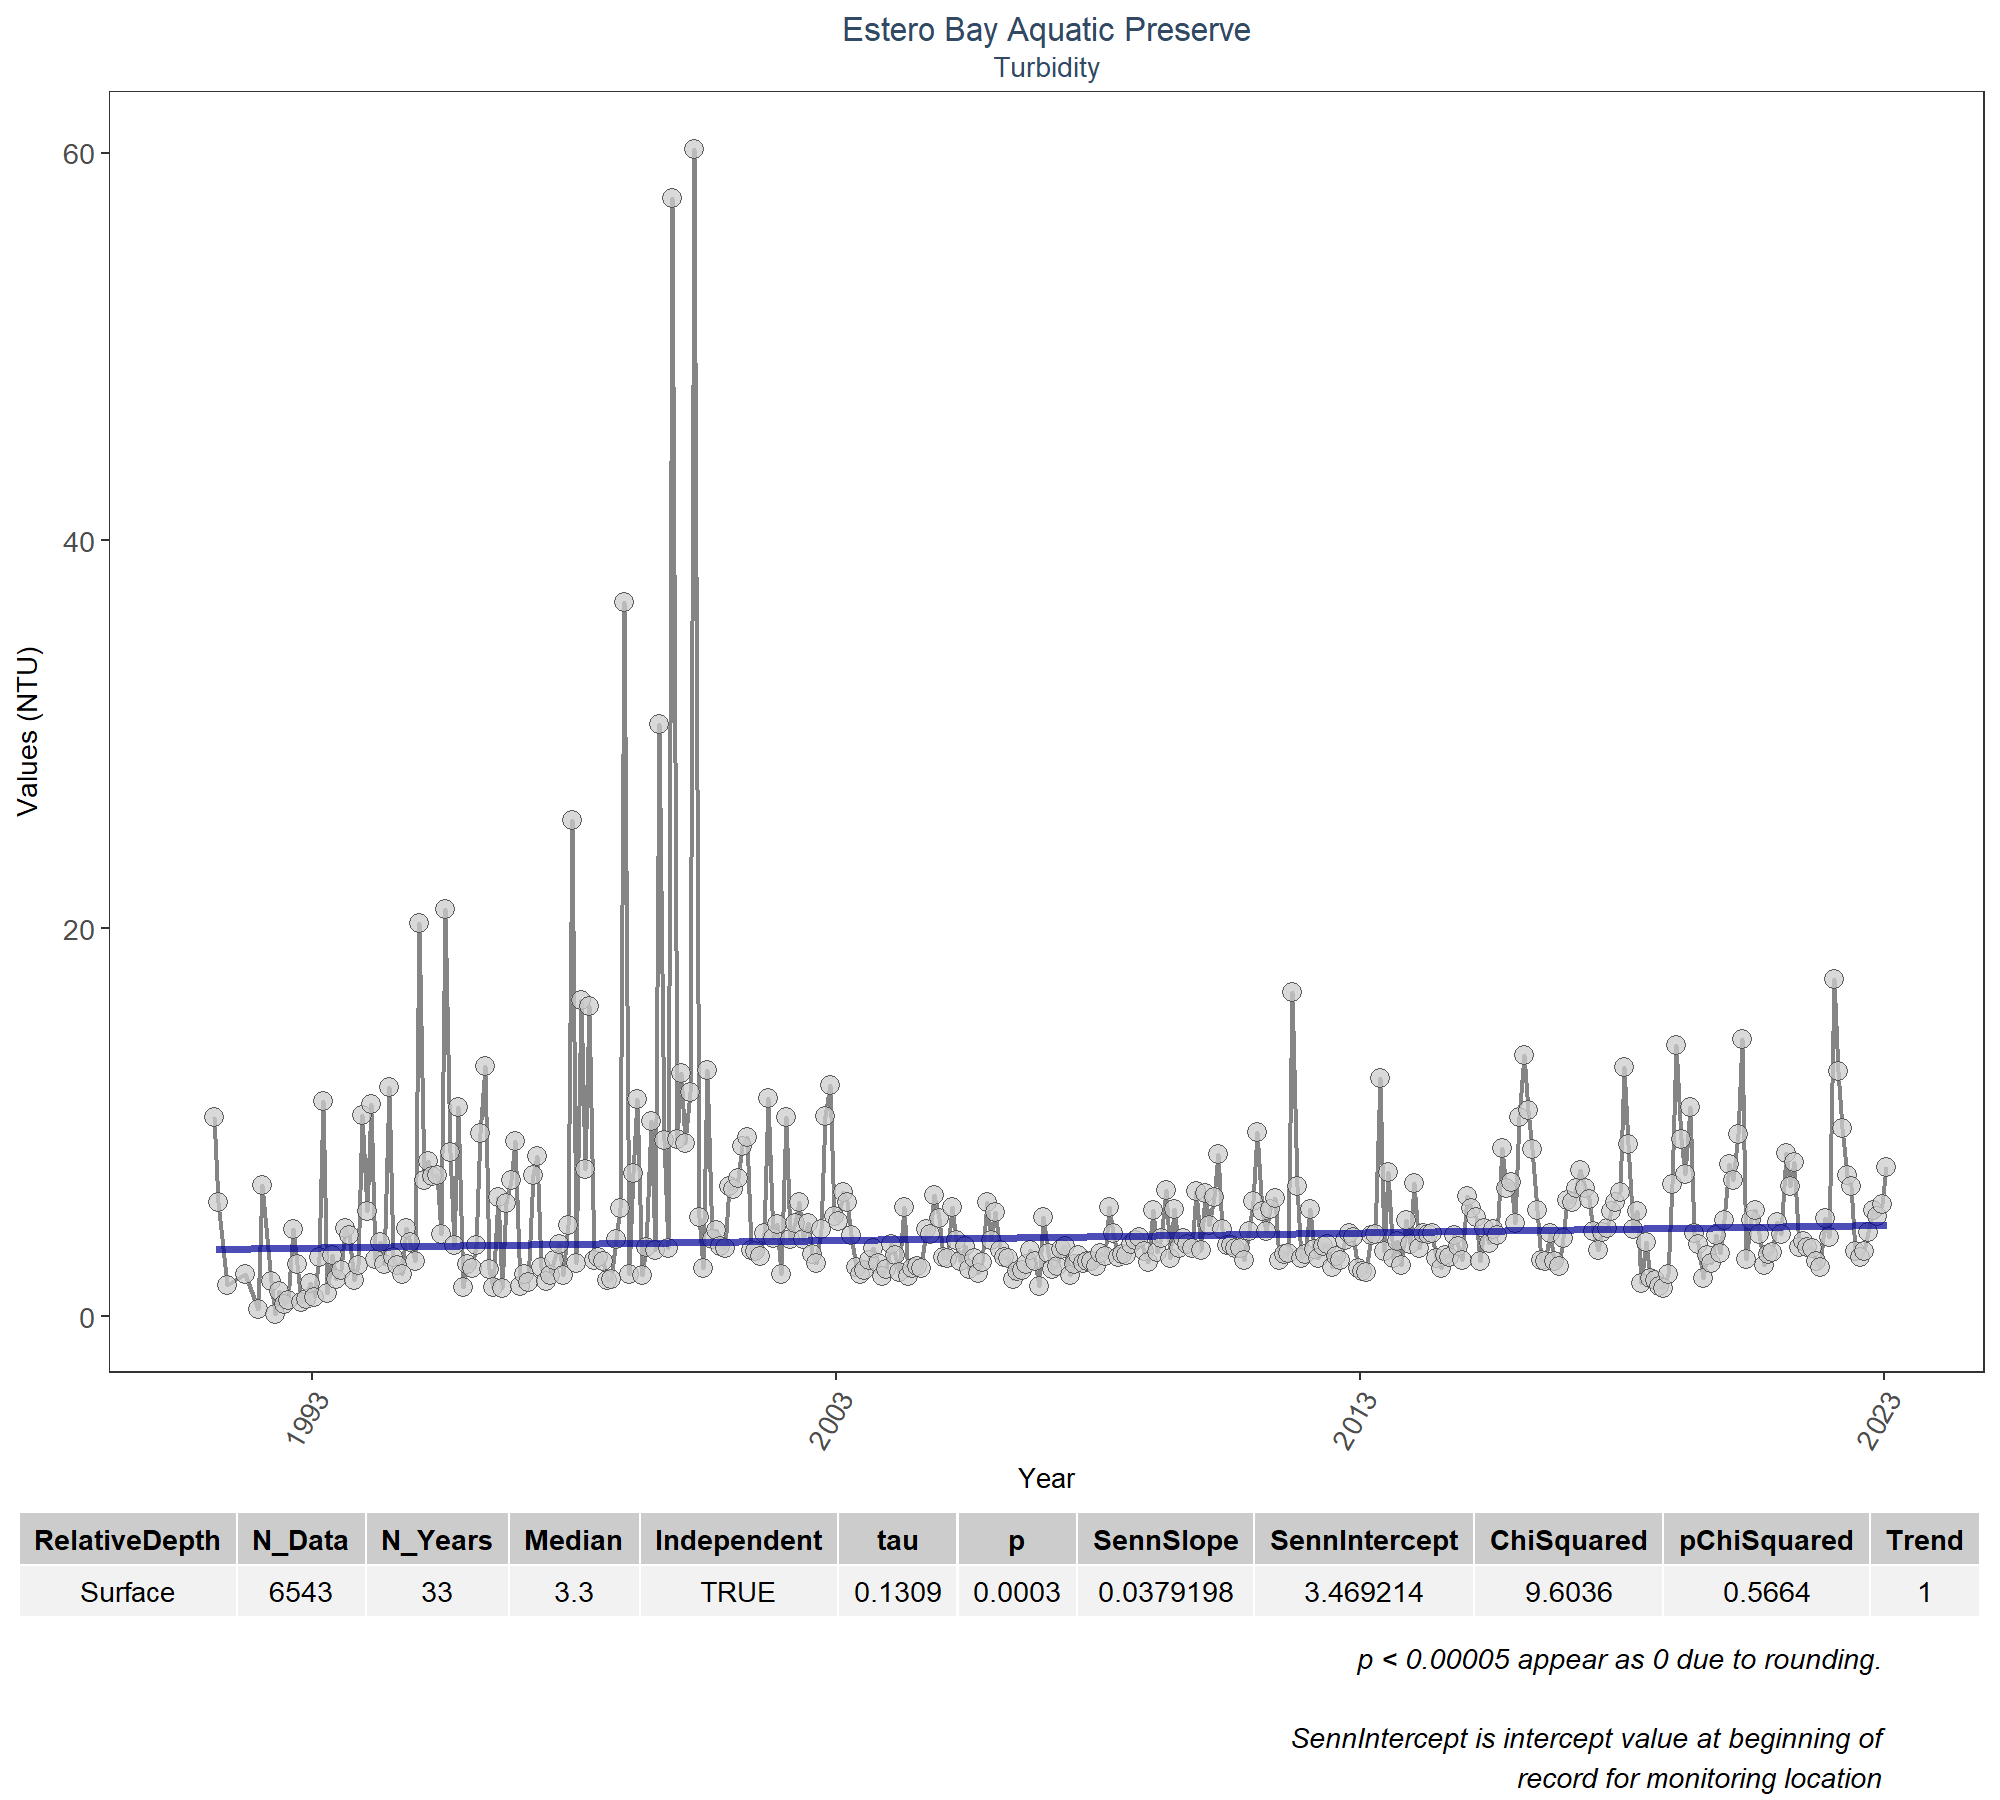 Estero Bay Aquatic Preserve
Turbidity
60
40
20
0
Values (NTU)
1993
2003
2013
2023
Year
RelativeDepth N_Data N_Years Median Independent tau p SennSlope SennIntercept ChiSquared pChiSquared Trend
Surface 6543 33 3.3 TRUE 0.1309 0.0003 0.0379198 3.469214 9.6036 0.5664 1
p < 0.00005 appear as 0 due to rounding.
SennIntercept is intercept value at beginning of
record for monitoring location